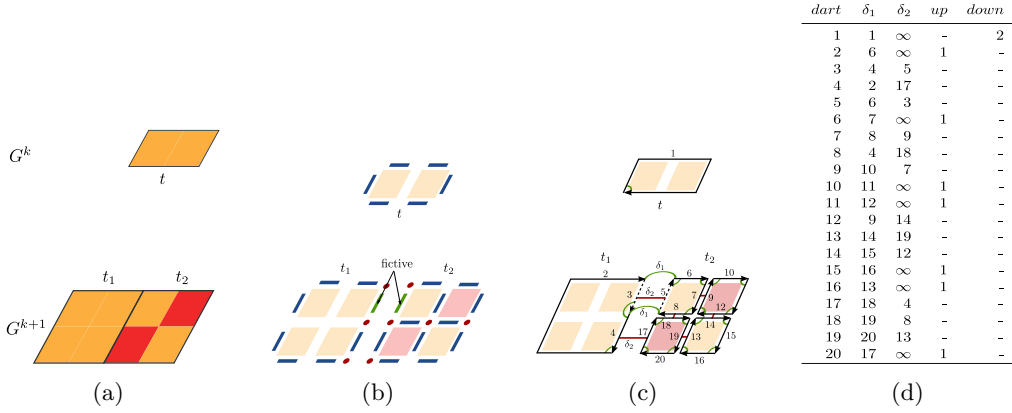 G^k
t
t_1 t_2
G^{k+1}
(a)
t
fictive
t_1 t_2
(b)
1
t
t_1 δ_1 t_2
2 6 10
3 δ_2 5 7 9
δ_1 8 12
4 17 18 14
δ_2 19 13 15
20 16
(c)
dart δ_1 δ_2 up down
1 1 ∞ – 2
2 6 ∞ 1 –
3 4 5 – –
4 2 17 – –
5 6 3 – –
6 7 ∞ 1 –
7 8 9 – –
8 4 18 – –
9 10 7 – –
10 11 ∞ 1 –
11 12 ∞ 1 –
12 9 14 – –
13 14 19 – –
14 15 12 – –
15 16 ∞ 1 –
16 13 ∞ 1 –
17 18 4 – –
18 19 8 – –
19 20 13 – –
20 17 ∞ 1 –
(d)